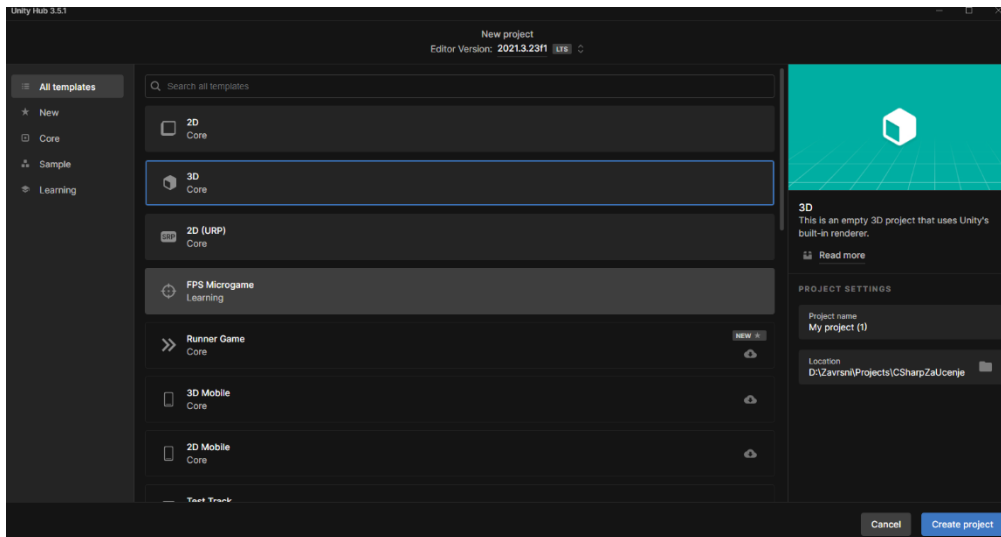 Unity Hub 3.5.1
New project
Editor Version: 2021.3.23f1 LTS
All templates
New
Core
Sample
Learning
Search all templates
2D
Core
3D
Core
SRP
2D (URP)
Core
FPS Microgame
Learning
Runner Game
Core
NEW
3D Mobile
Core
2D Mobile
Core
Test Track
3D
This is an empty 3D project that uses Unity's
built-in renderer.
Read more
PROJECT SETTINGS
Project name
My project (1)
Location
D:\Zavrsni\Projects\CSharpZaUcenje
Cancel
Create project